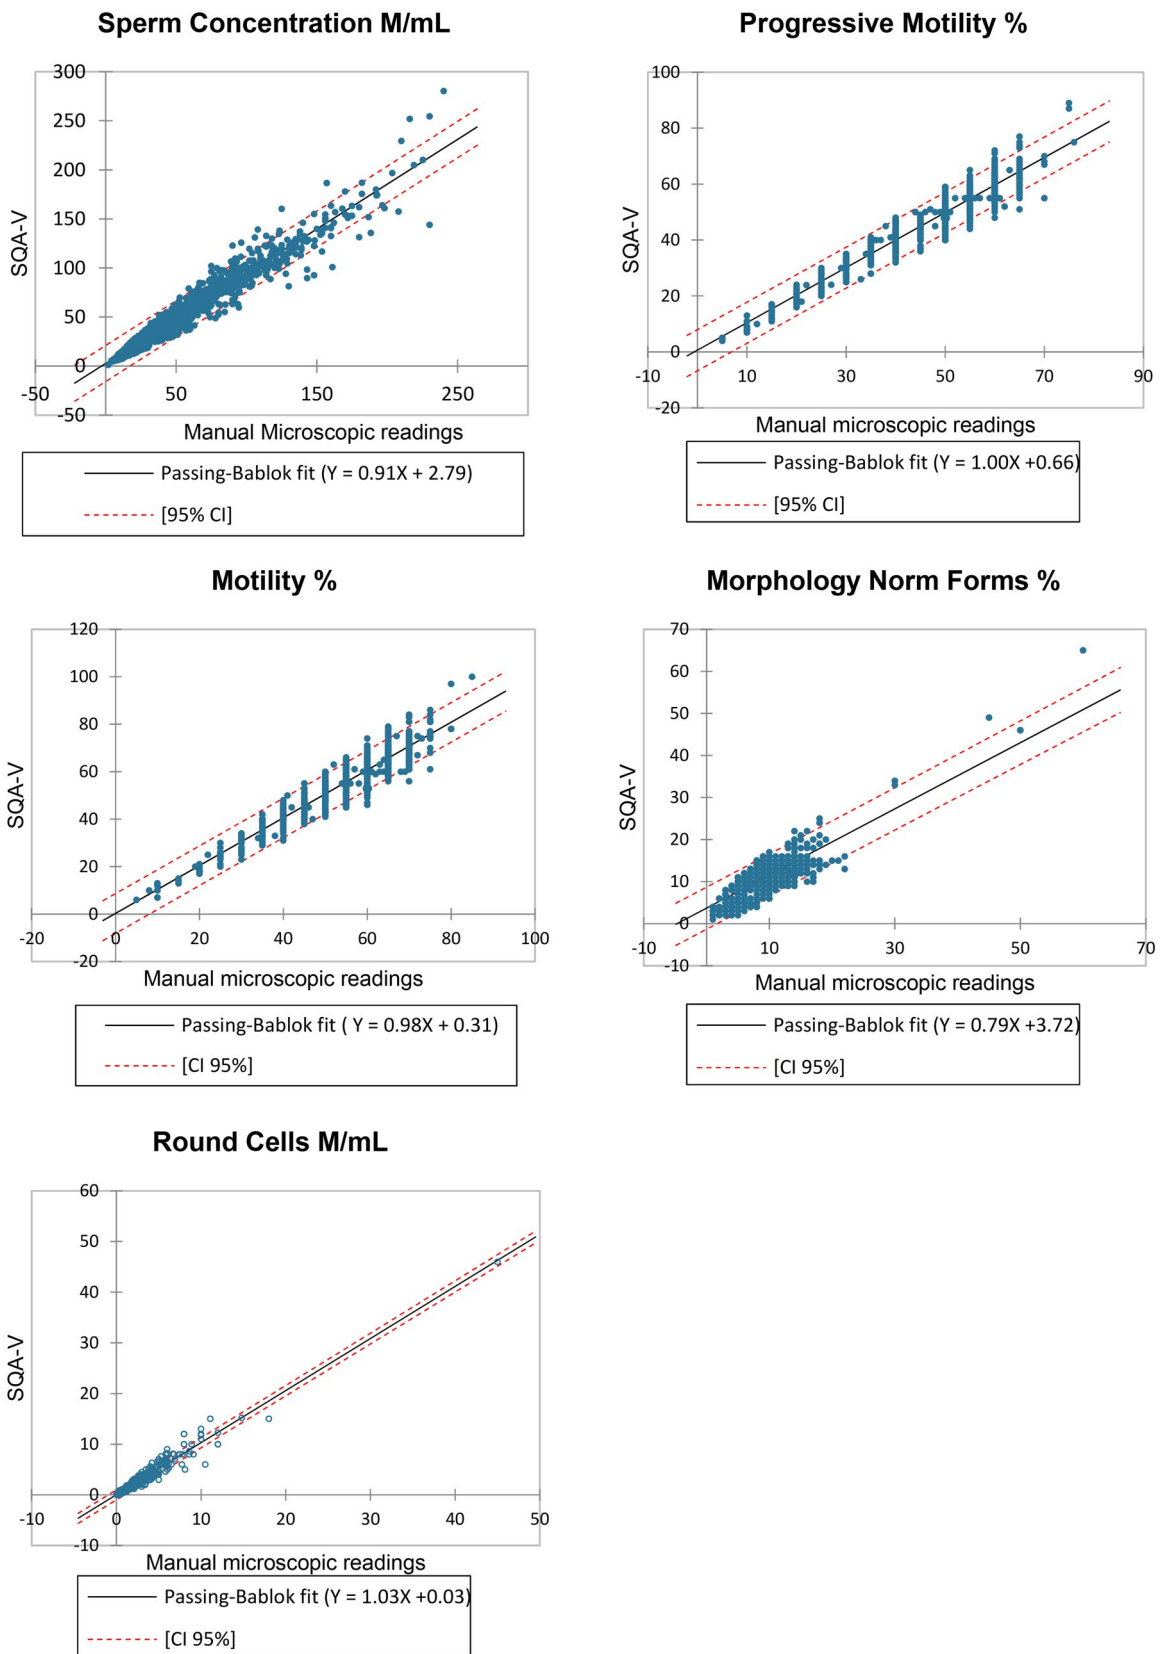 Sperm Concentration M/mL
300
250
200
150
100
50
0
-50
-50
50
150
250
SQA-V
Manual Microscopic readings
Passing-Bablok fit (Y = 0.91X + 2.79)
[95% CI]
Progressive Motility %
100
80
60
40
20
0
-20
-10
10
30
50
70
90
SQA-V
Manual microscopic readings
Passing-Bablok fit (Y = 1.00X +0.66)
[95% CI]
Motility %
120
100
80
60
40
20
0
-20
-20
0
20
40
60
80
100
SQA-V
Manual microscopic readings
Passing-Bablok fit ( Y = 0.98X + 0.31)
[CI 95%]
Morphology Norm Forms %
70
60
50
40
30
20
10
0
-10
-10
10
30
50
70
SQA-V
Manual microscopic readings
Passing-Bablok fit (Y = 0.79X +3.72)
[CI 95%]
Round Cells M/mL
60
50
40
30
20
10
0
-10
-10
0
10
20
30
40
50
SQA-V
Manual microscopic readings
Passing-Bablok fit (Y = 1.03X +0.03)
[CI 95%]